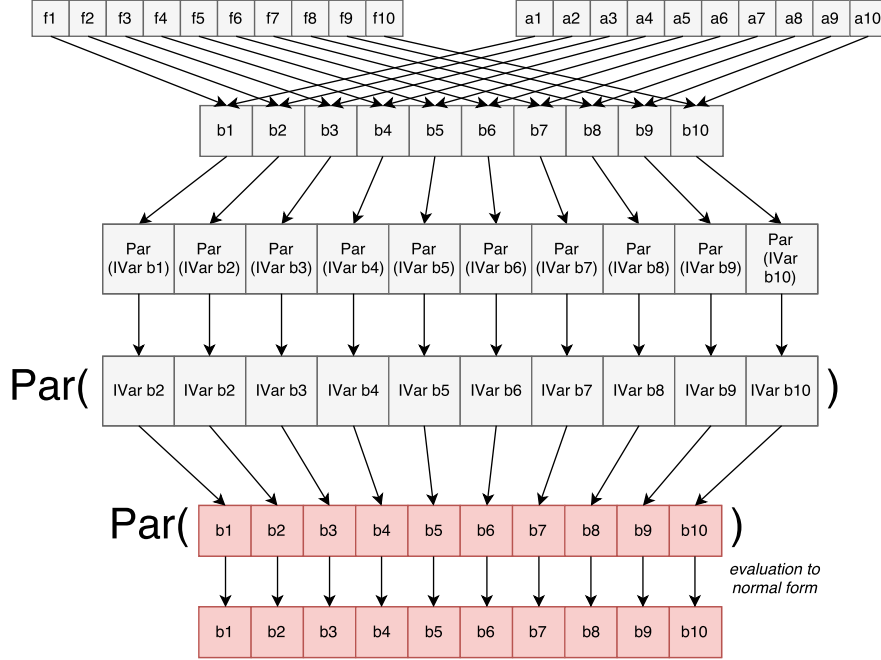 f1 f2 f3 f4 f5 f6 f7 f8 f9 f10 a1 a2 a3 a4 a5 a6 a7 a8 a9 a10
b1 b2 b3 b4 b5 b6 b7 b8 b9 b10
Par (IVar b1)
Par (IVar b2)
Par (IVar b3)
Par (IVar b4)
Par (IVar b5)
Par (IVar b6)
Par (IVar b7)
Par (IVar b8)
Par (IVar b9)
Par (IVar b10)
Par( IVar b2 IVar b2 IVar b3 IVar b4 IVar b5 IVar b6 IVar b7 IVar b8 IVar b9 IVar b10 )
Par( b1 b2 b3 b4 b5 b6 b7 b8 b9 b10 )
evaluation to
normal form
b1 b2 b3 b4 b5 b6 b7 b8 b9 b10